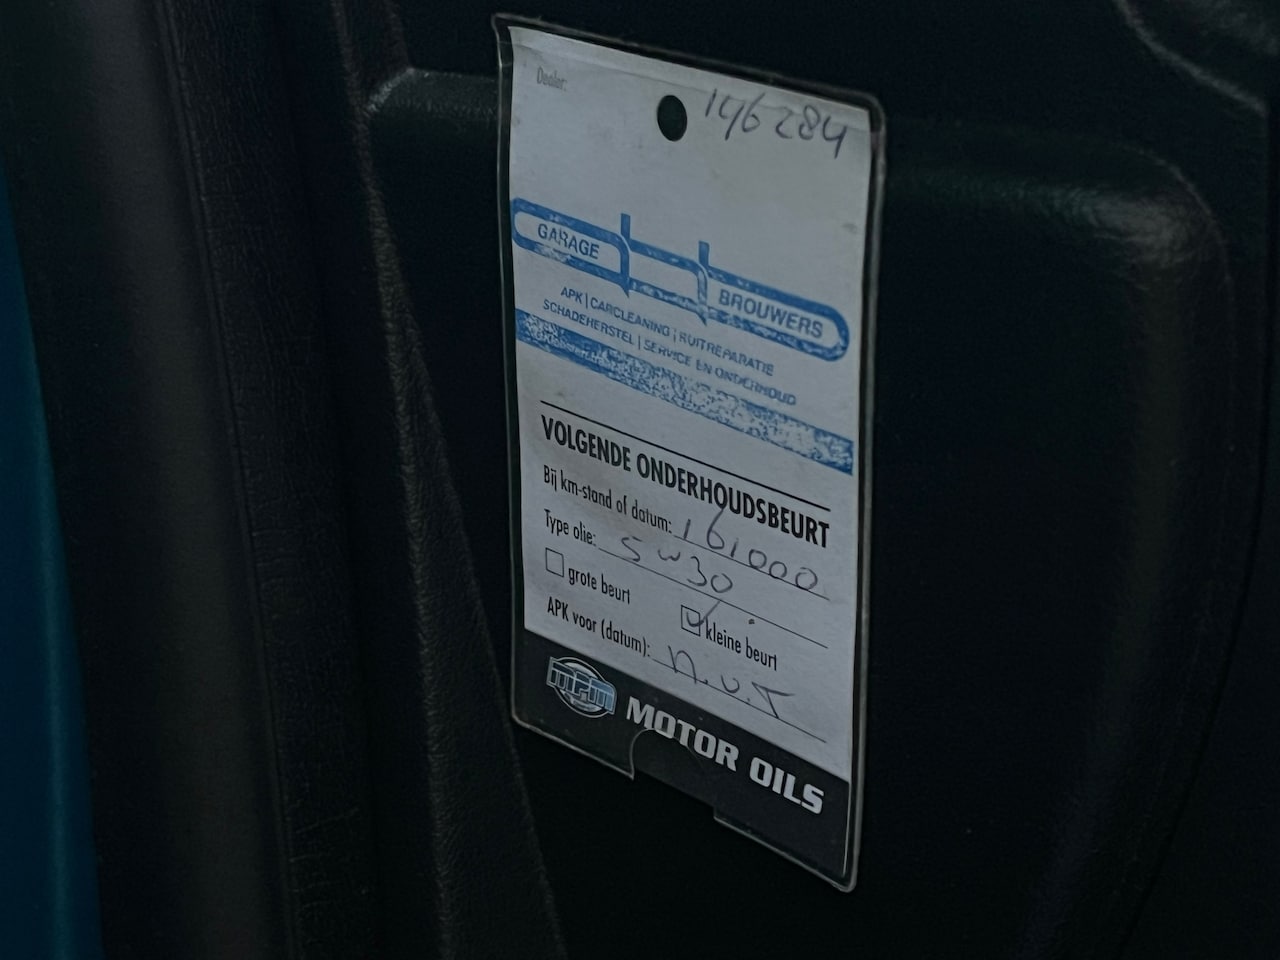 Dealer:
146284
GARAGE BROUWERS
APK | CARCLEANING | RUITREPARATIE
SCHADEHERSTEL | SERVICE EN ONDERHOUD
VOLGENDE ONDERHOUDSBEURT
Bij km-stand of datum: 161000
Type olie: 5w30
grote beurt kleine beurt
APK voor (datum): n.v.t
MPM MOTOR OILS